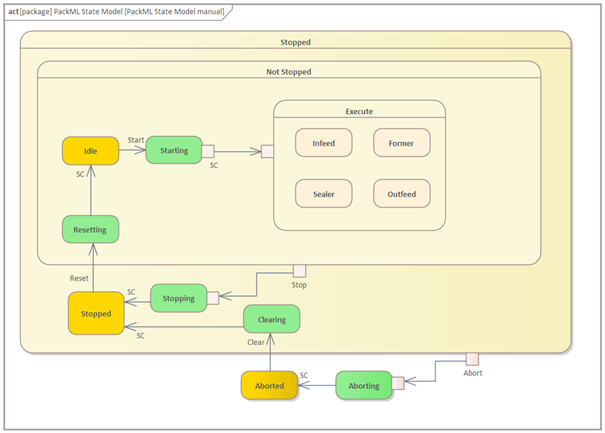 act [package] PackML State Model [PackML State Model manual]
Stopped
Not Stopped
Execute
Infeed
Former
Sealer
Outfeed
Idle
Start
Starting
SC
SC
Resetting
Reset
Stopped
SC
Stopping
Stop
SC
Clearing
Clear
Aborted
SC
Aborting
Abort